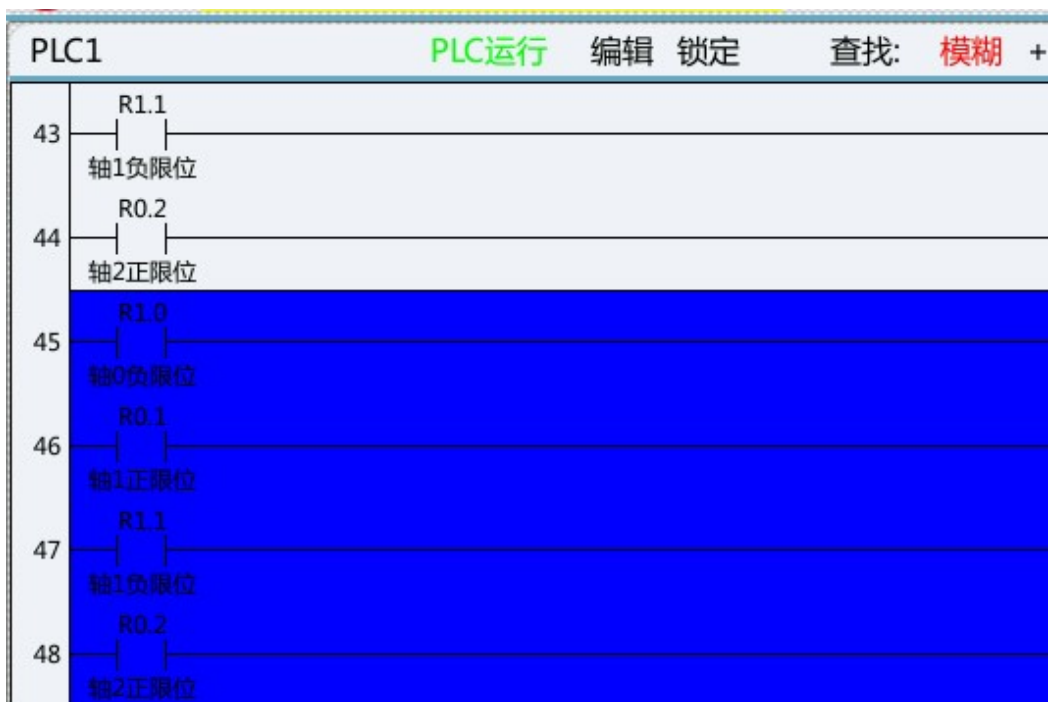 PLC1 PLC运行 编辑 锁定 查找: 模糊 +
R1.1
43
轴1负限位
R0.2
44
轴2正限位
R1.0
45
轴0负限位
R0.1
46
轴1正限位
R1.1
47
轴1负限位
R0.2
48
轴2正限位